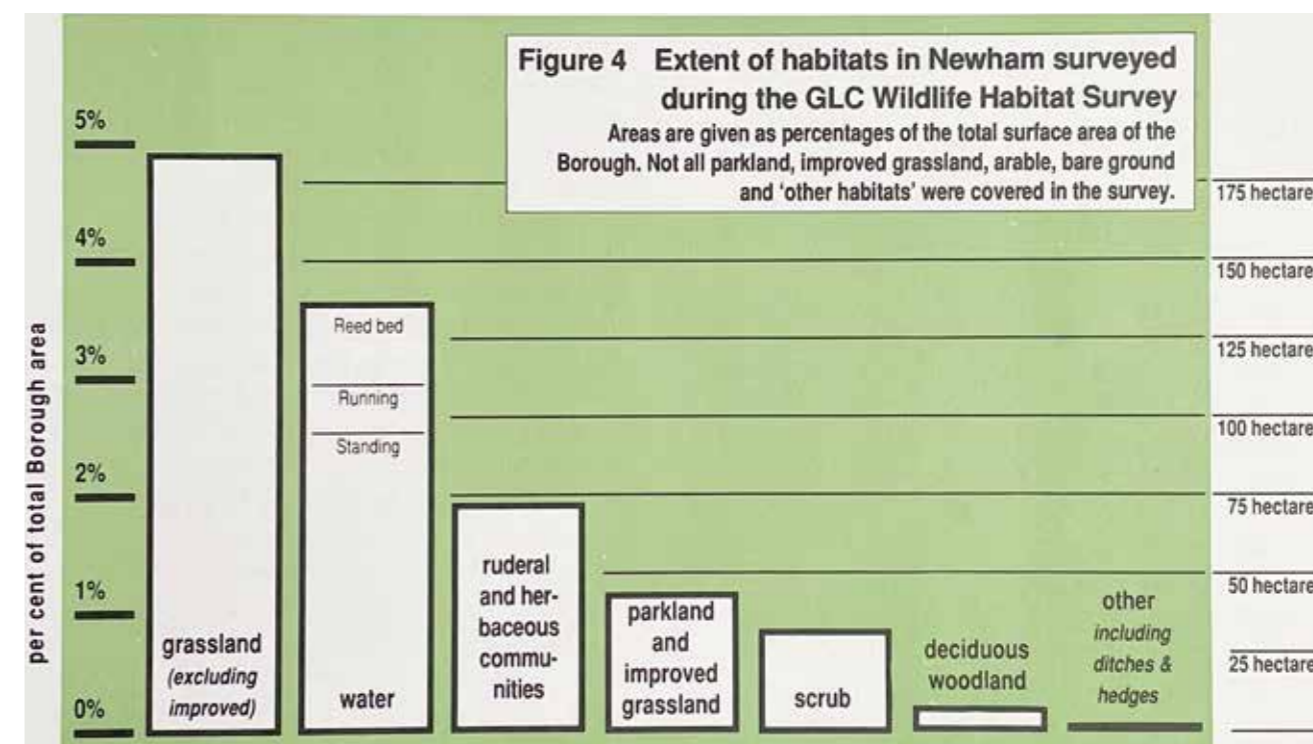 Figure 4 Extent of habitats in Newham surveyed
during the GLC Wildlife Habitat Survey
Areas are given as percentages of the total surface area of the
Borough. Not all parkland, improved grassland, arable, bare ground
and ‘other habitats’ were covered in the survey.
per cent of total Borough area
5%
4%
3%
2%
1%
0%
175 hectare
150 hectare
125 hectare
100 hectare
75 hectare
50 hectare
25 hectare
grassland
(excluding
improved)
Reed bed
Running
Standing
water
ruderal
and her-
baceous
commu-
nities
parkland
and
improved
grassland
scrub
deciduous
woodland
other
including
ditches &
hedges